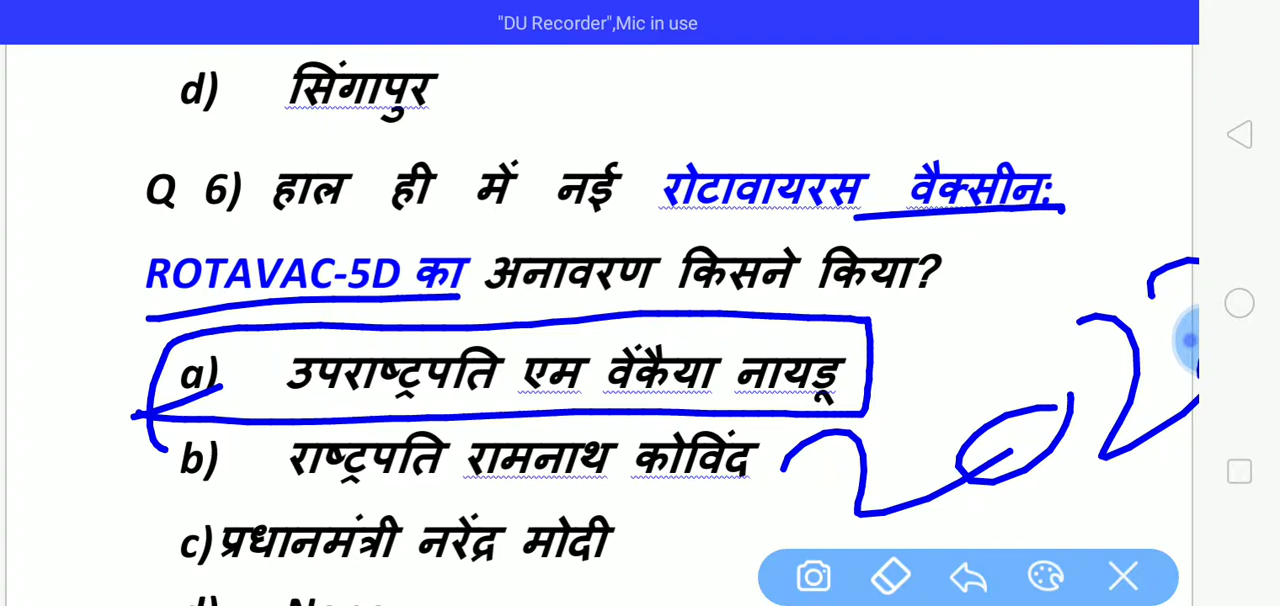 "DU Recorder",Mic in use
d) सिंगापुर
Q 6) हाल ही में नई रोटावायरस वैक्सीन:
ROTAVAC-5D का अनावरण किसने किया?
a) उपराष्ट्रपति एम वेंकैया नायडू
b) राष्ट्रपति रामनाथ कोविंद
c) प्रधानमंत्री नरेंद्र मोदी